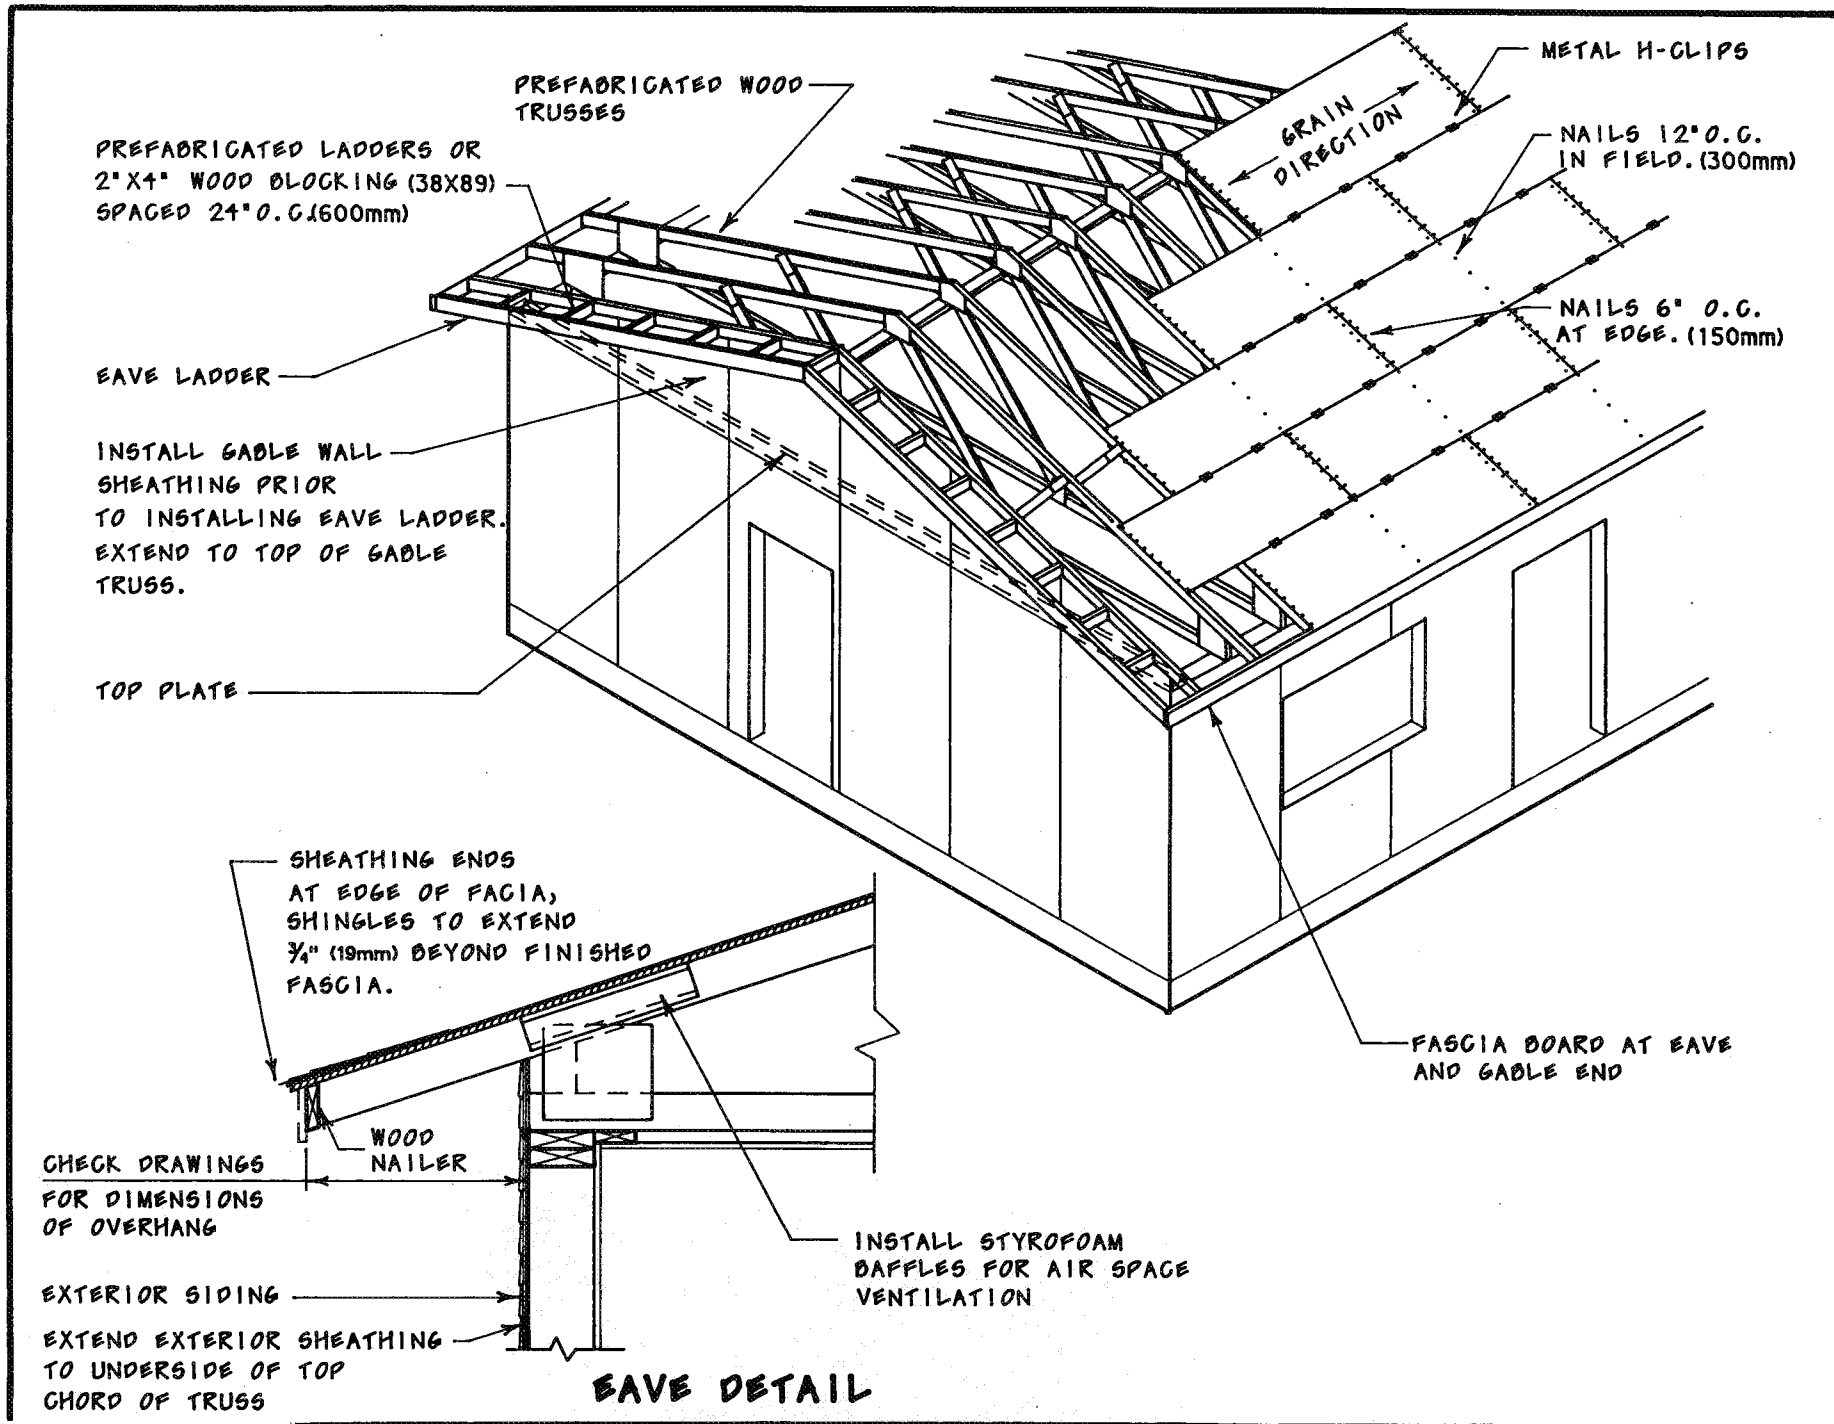 PREFABRICATED WOOD
TRUSSES
METAL H-CLIPS
GRAIN
DIRECTION
NAILS 12" O.C.
IN FIELD. (300mm)
PREFABRICATED LADDERS OR
2"X4" WOOD BLOCKING (38X89)
SPACED 24" O.C.(600mm)
NAILS 6" O.C.
AT EDGE. (150mm)
EAVE LADDER
INSTALL GABLE WALL
SHEATHING PRIOR
TO INSTALLING EAVE LADDER.
EXTEND TO TOP OF GABLE
TRUSS.
TOP PLATE
SHEATHING ENDS
AT EDGE OF FACIA,
SHINGLES TO EXTEND
¾" (19mm) BEYOND FINISHED
FASCIA.
FASCIA BOARD AT EAVE
AND GABLE END
WOOD
NAILER
CHECK DRAWINGS
FOR DIMENSIONS
OF OVERHANG
INSTALL STYROFOAM
BAFFLES FOR AIR SPACE
VENTILATION
EXTERIOR SIDING
EXTEND EXTERIOR SHEATHING
TO UNDERSIDE OF TOP
CHORD OF TRUSS
EAVE DETAIL